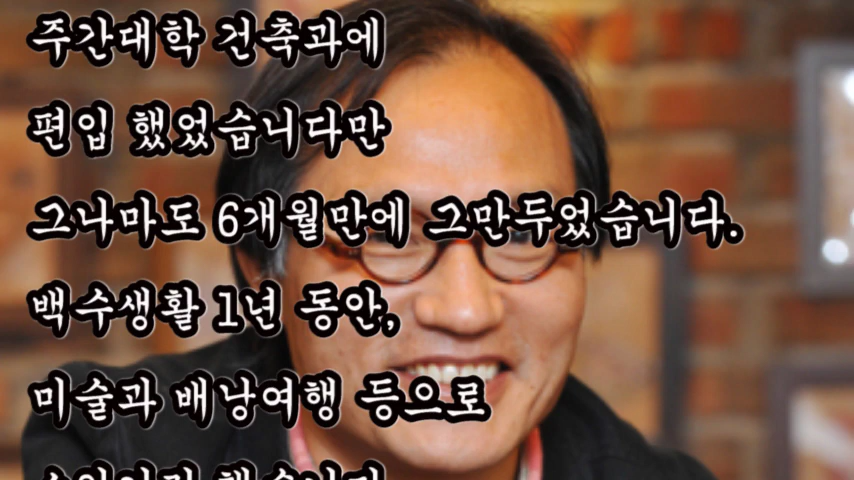 주간대학 건축과에
편입 했었습니다만
그나마도 6개월만에 그만두었습니다.
백수생활 1년 동안,
미술과 배낭여행 등으로